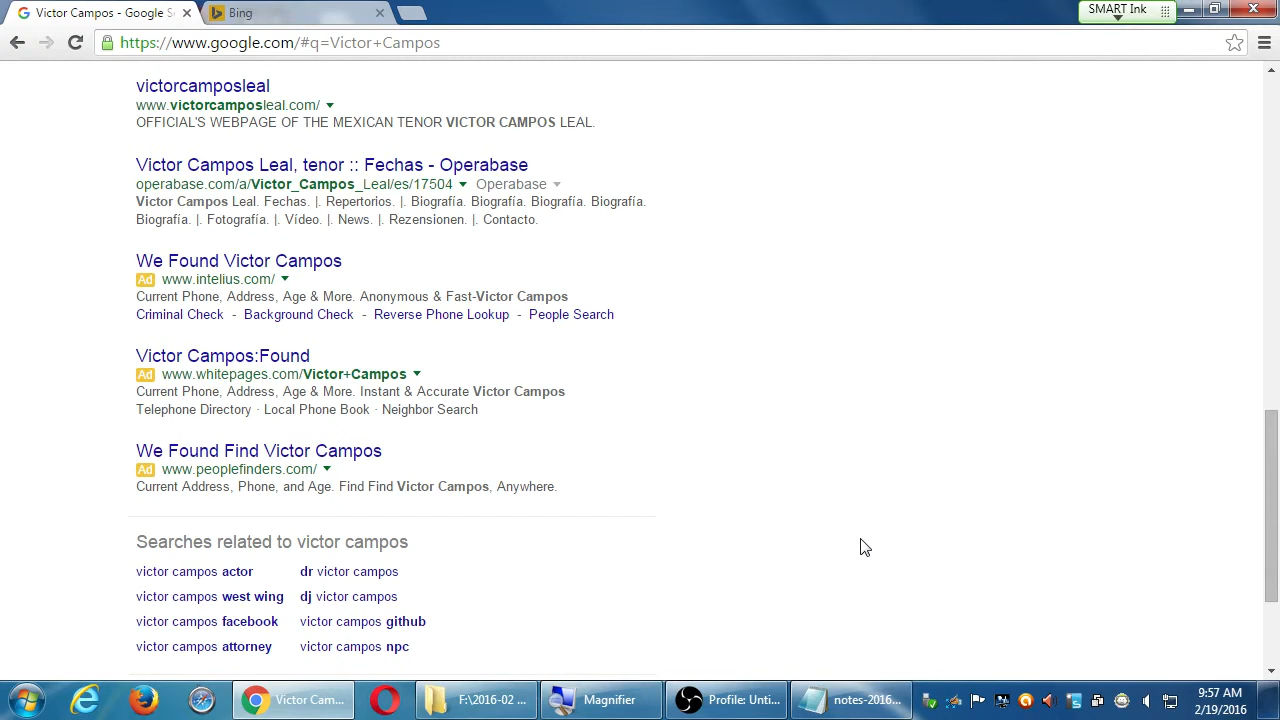 Victor Campos - Google S
Bing
SMART Ink
https://www.google.com/#q=Victor+Campos
victorcamposleal
www.victorcamposleal.com/
OFFICIAL'S WEBPAGE OF THE MEXICAN TENOR VICTOR CAMPOS LEAL.
Victor Campos Leal, tenor :: Fechas - Operabase
operabase.com/a/Victor_Campos_Leal/es/17504 Operabase
Victor Campos Leal. Fechas. |. Repertorios. |. Biografía. Biografía. Biografía. Biografía.
Biografía. |. Fotografía. |. Vídeo. |. News. |. Rezensionen. |. Contacto.
We Found Victor Campos
Ad www.intelius.com/
Current Phone, Address, Age & More. Anonymous & Fast-Victor Campos
Criminal Check - Background Check - Reverse Phone Lookup - People Search
Victor Campos:Found
Ad www.whitepages.com/Victor+Campos
Current Phone, Address, Age & More. Instant & Accurate Victor Campos
Telephone Directory · Local Phone Book · Neighbor Search
We Found Find Victor Campos
Ad www.peoplefinders.com/
Current Address, Phone, and Age. Find Find Victor Campos, Anywhere.
Searches related to victor campos
victor campos actor dr victor campos
victor campos west wing dj victor campos
victor campos facebook victor campos github
victor campos attorney victor campos npc
Victor Cam... F:\2016-02 ... Magnifier Profile: Unti... notes-2016... 9:57 AM
2/19/2016